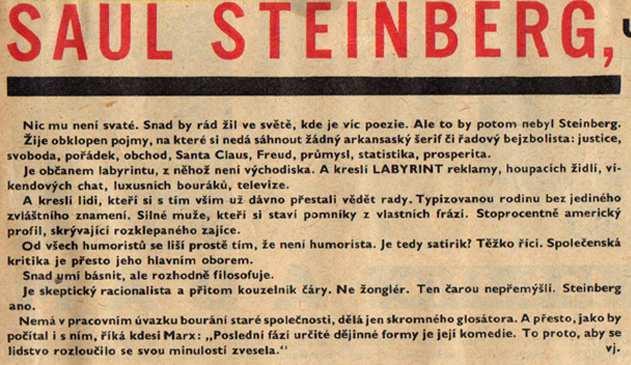 SAUL STEINBERG,
Nic mu není svaté. Snad by rád žil ve světě, kde je víc poezie. Ale to by potom nebyl Steinberg.
Žije obklopen pojmy, na které si nedá sáhnout žádný arkansaský šerif či řadový bejzbolista: justice,
svoboda, pořádek, obchod, Santa Claus, Freud, průmysl, statistika, prosperita.
Je občanem labyrintu, z něhož není východiska. A kreslí LABYRINT reklamy, houpacích židlí, ví-
kendových chat, luxusních bouráků, televize.
A kreslí lidi, kteří si s tím vším už dávno přestali vědět rady. Typizovanou rodinu bez jediného
zvláštního znamení. Silné muže, kteří si staví pomníky z vlastních frází. Stoprocentně americký
profil, skrývající rozklepaného zajíce.
Od všech humoristů se liší prostě tím, že není humorista. Je tedy satirik? Těžko říci. Společenská
kritika je přesto jeho hlavním oborem.
Snad umí básnit, ale rozhodně filosofuje.
Je skeptický racionalista a přitom kouzelník čáry. Ne žonglér. Ten čarou nepřemýšlí. Steinberg
ano.
Nemá v pracovním úvazku bourání staré společnosti, dělá jen skromného glosátora. A přesto, jako by
počítal i s ním, říká kdesi Marx: „Poslední fází určité dějinné formy je její komedie. To proto, aby se
lidstvo rozloučilo se svou minulostí zvesela.“
vj.